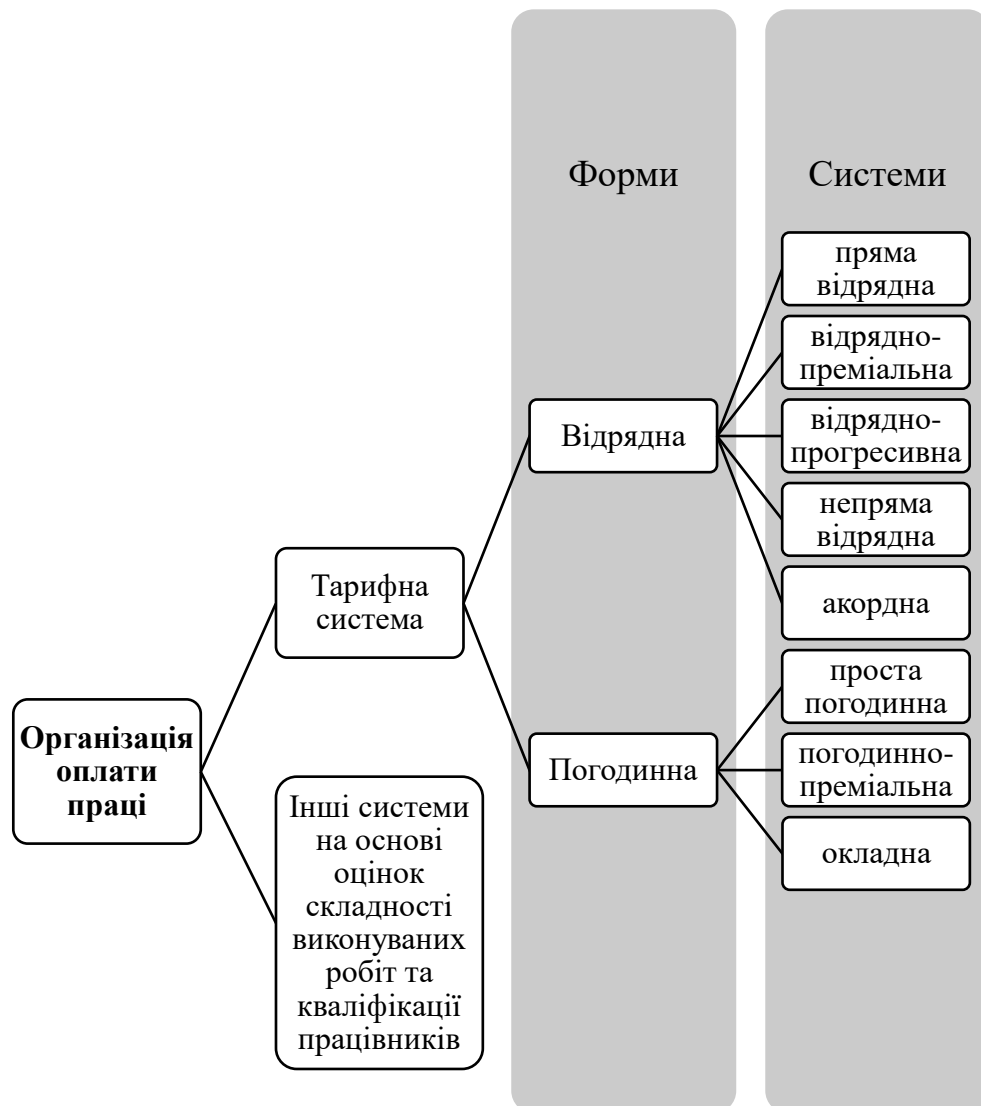 Форми
Системи
пряма
відрядна
відрядно-
преміальна
відрядно-
прогресивна
непряма
відрядна
акордна
Відрядна
Тарифна
система
проста
погодинна
погодинно-
преміальна
окладна
Погодинна
Організація
оплати
праці
Інші системи
на основі
оцінок
складності
виконуваних
робіт та
кваліфікації
працівників